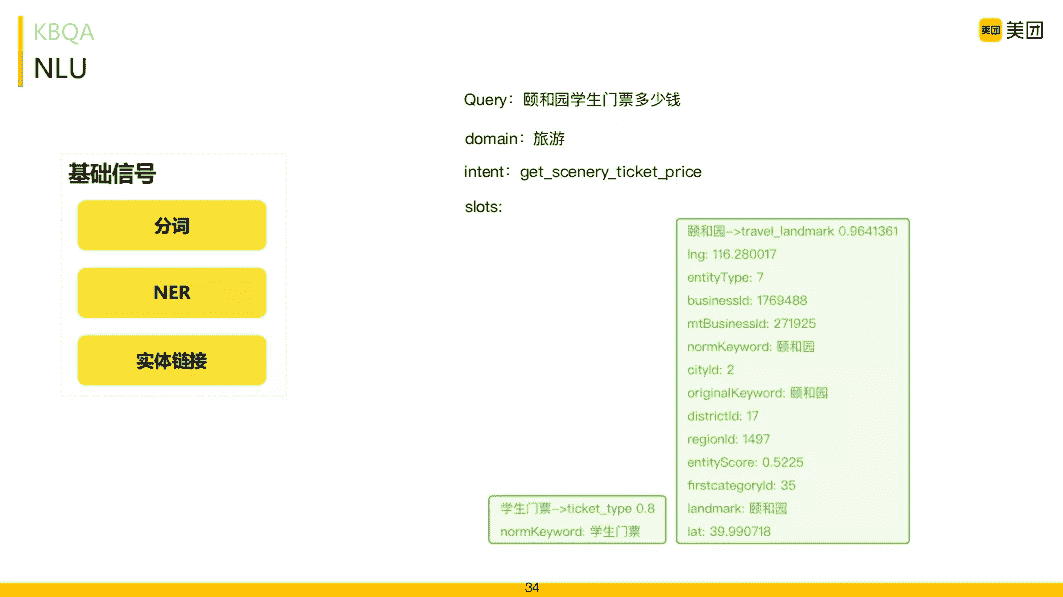 KBQA
NLU
美团 美团
Query：颐和园学生门票多少钱
domain：旅游
intent：get_scenery_ticket_price
slots:
基础信号
分词
NER
实体链接
颐和园–>travel_landmark 0.9641361
lng: 116.280017
entityType: 7
businessId: 1769488
mtBusinessId: 271925
normKeyword: 颐和园
cityId: 2
originalKeyword: 颐和园
districtId: 17
regionId: 1497
entityScore: 0.5225
firstcategoryId: 35
landmark: 颐和园
lat: 39.990718
学生门票–>ticket_type 0.8
normKeyword: 学生门票
34